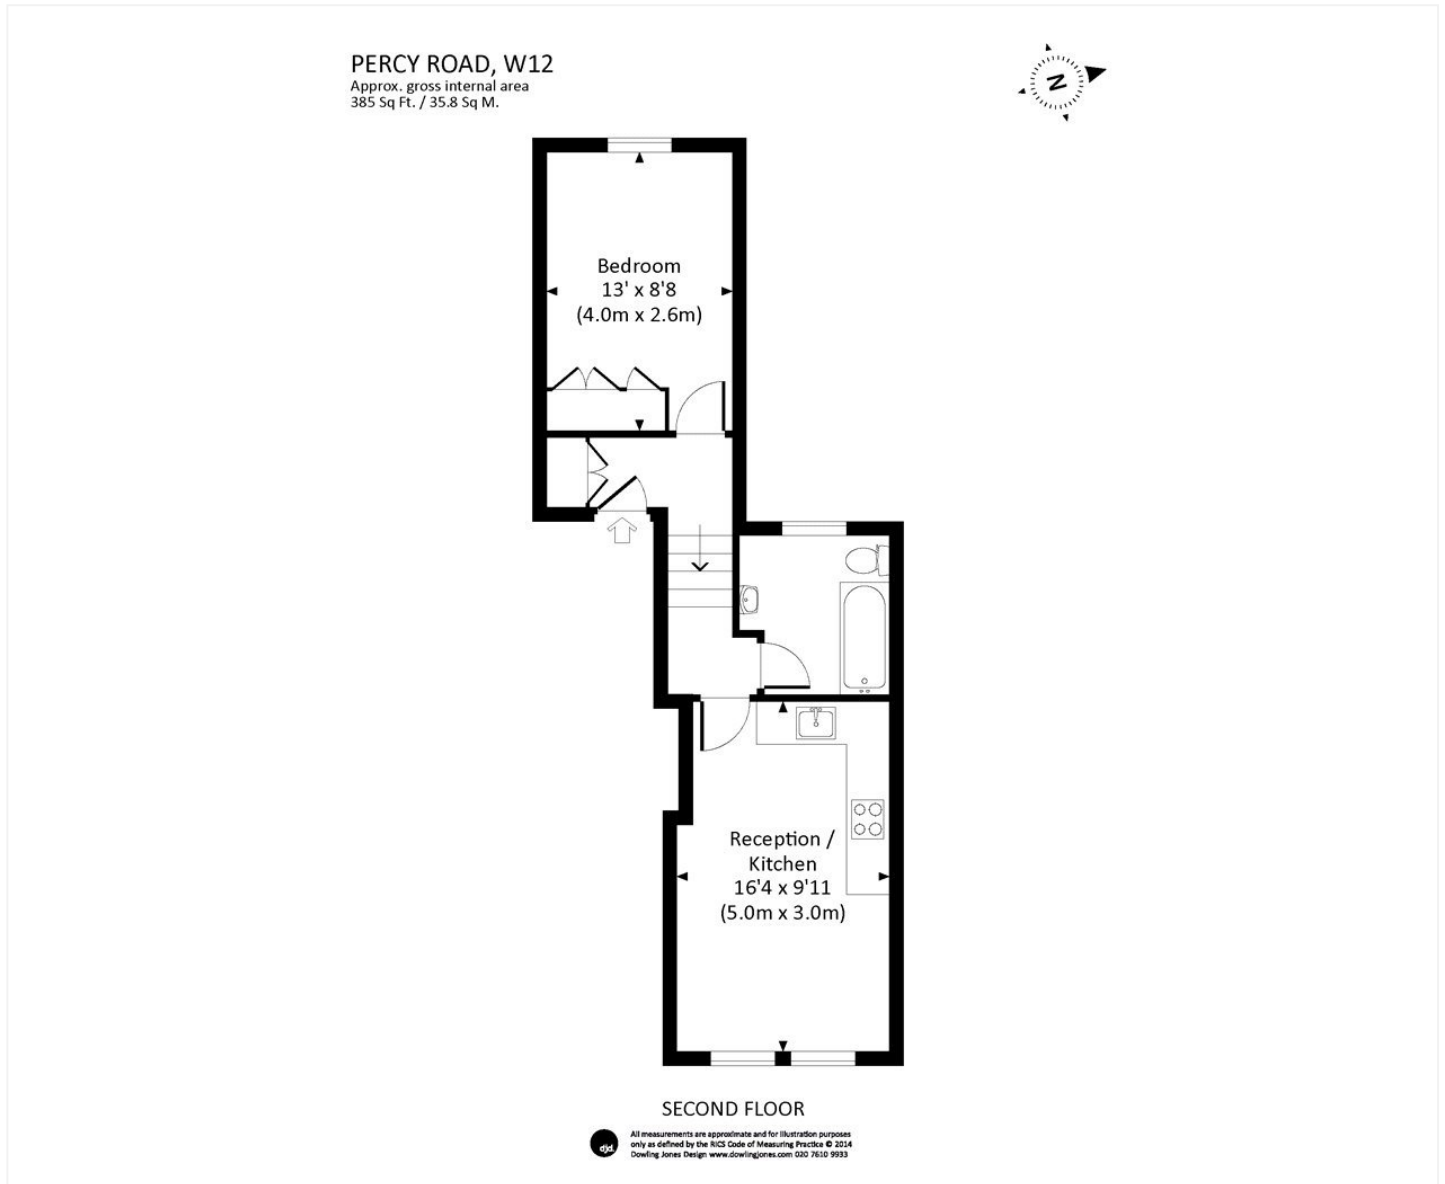 PERCY ROAD, W12
Approx. gross internal area
385 Sq Ft. / 35.8 Sq M.
N
Bedroom
13' x 8'8
(4.0m x 2.6m)
Reception /
Kitchen
16'4 x 9'11
(5.0m x 3.0m)
SECOND FLOOR
djd.
All measurements are approximate and for illustration purposes
only as defined by the RICS Code of Measuring Practice © 2014
Dowling Jones Design www.dowlingjones.com 020 7610 9933